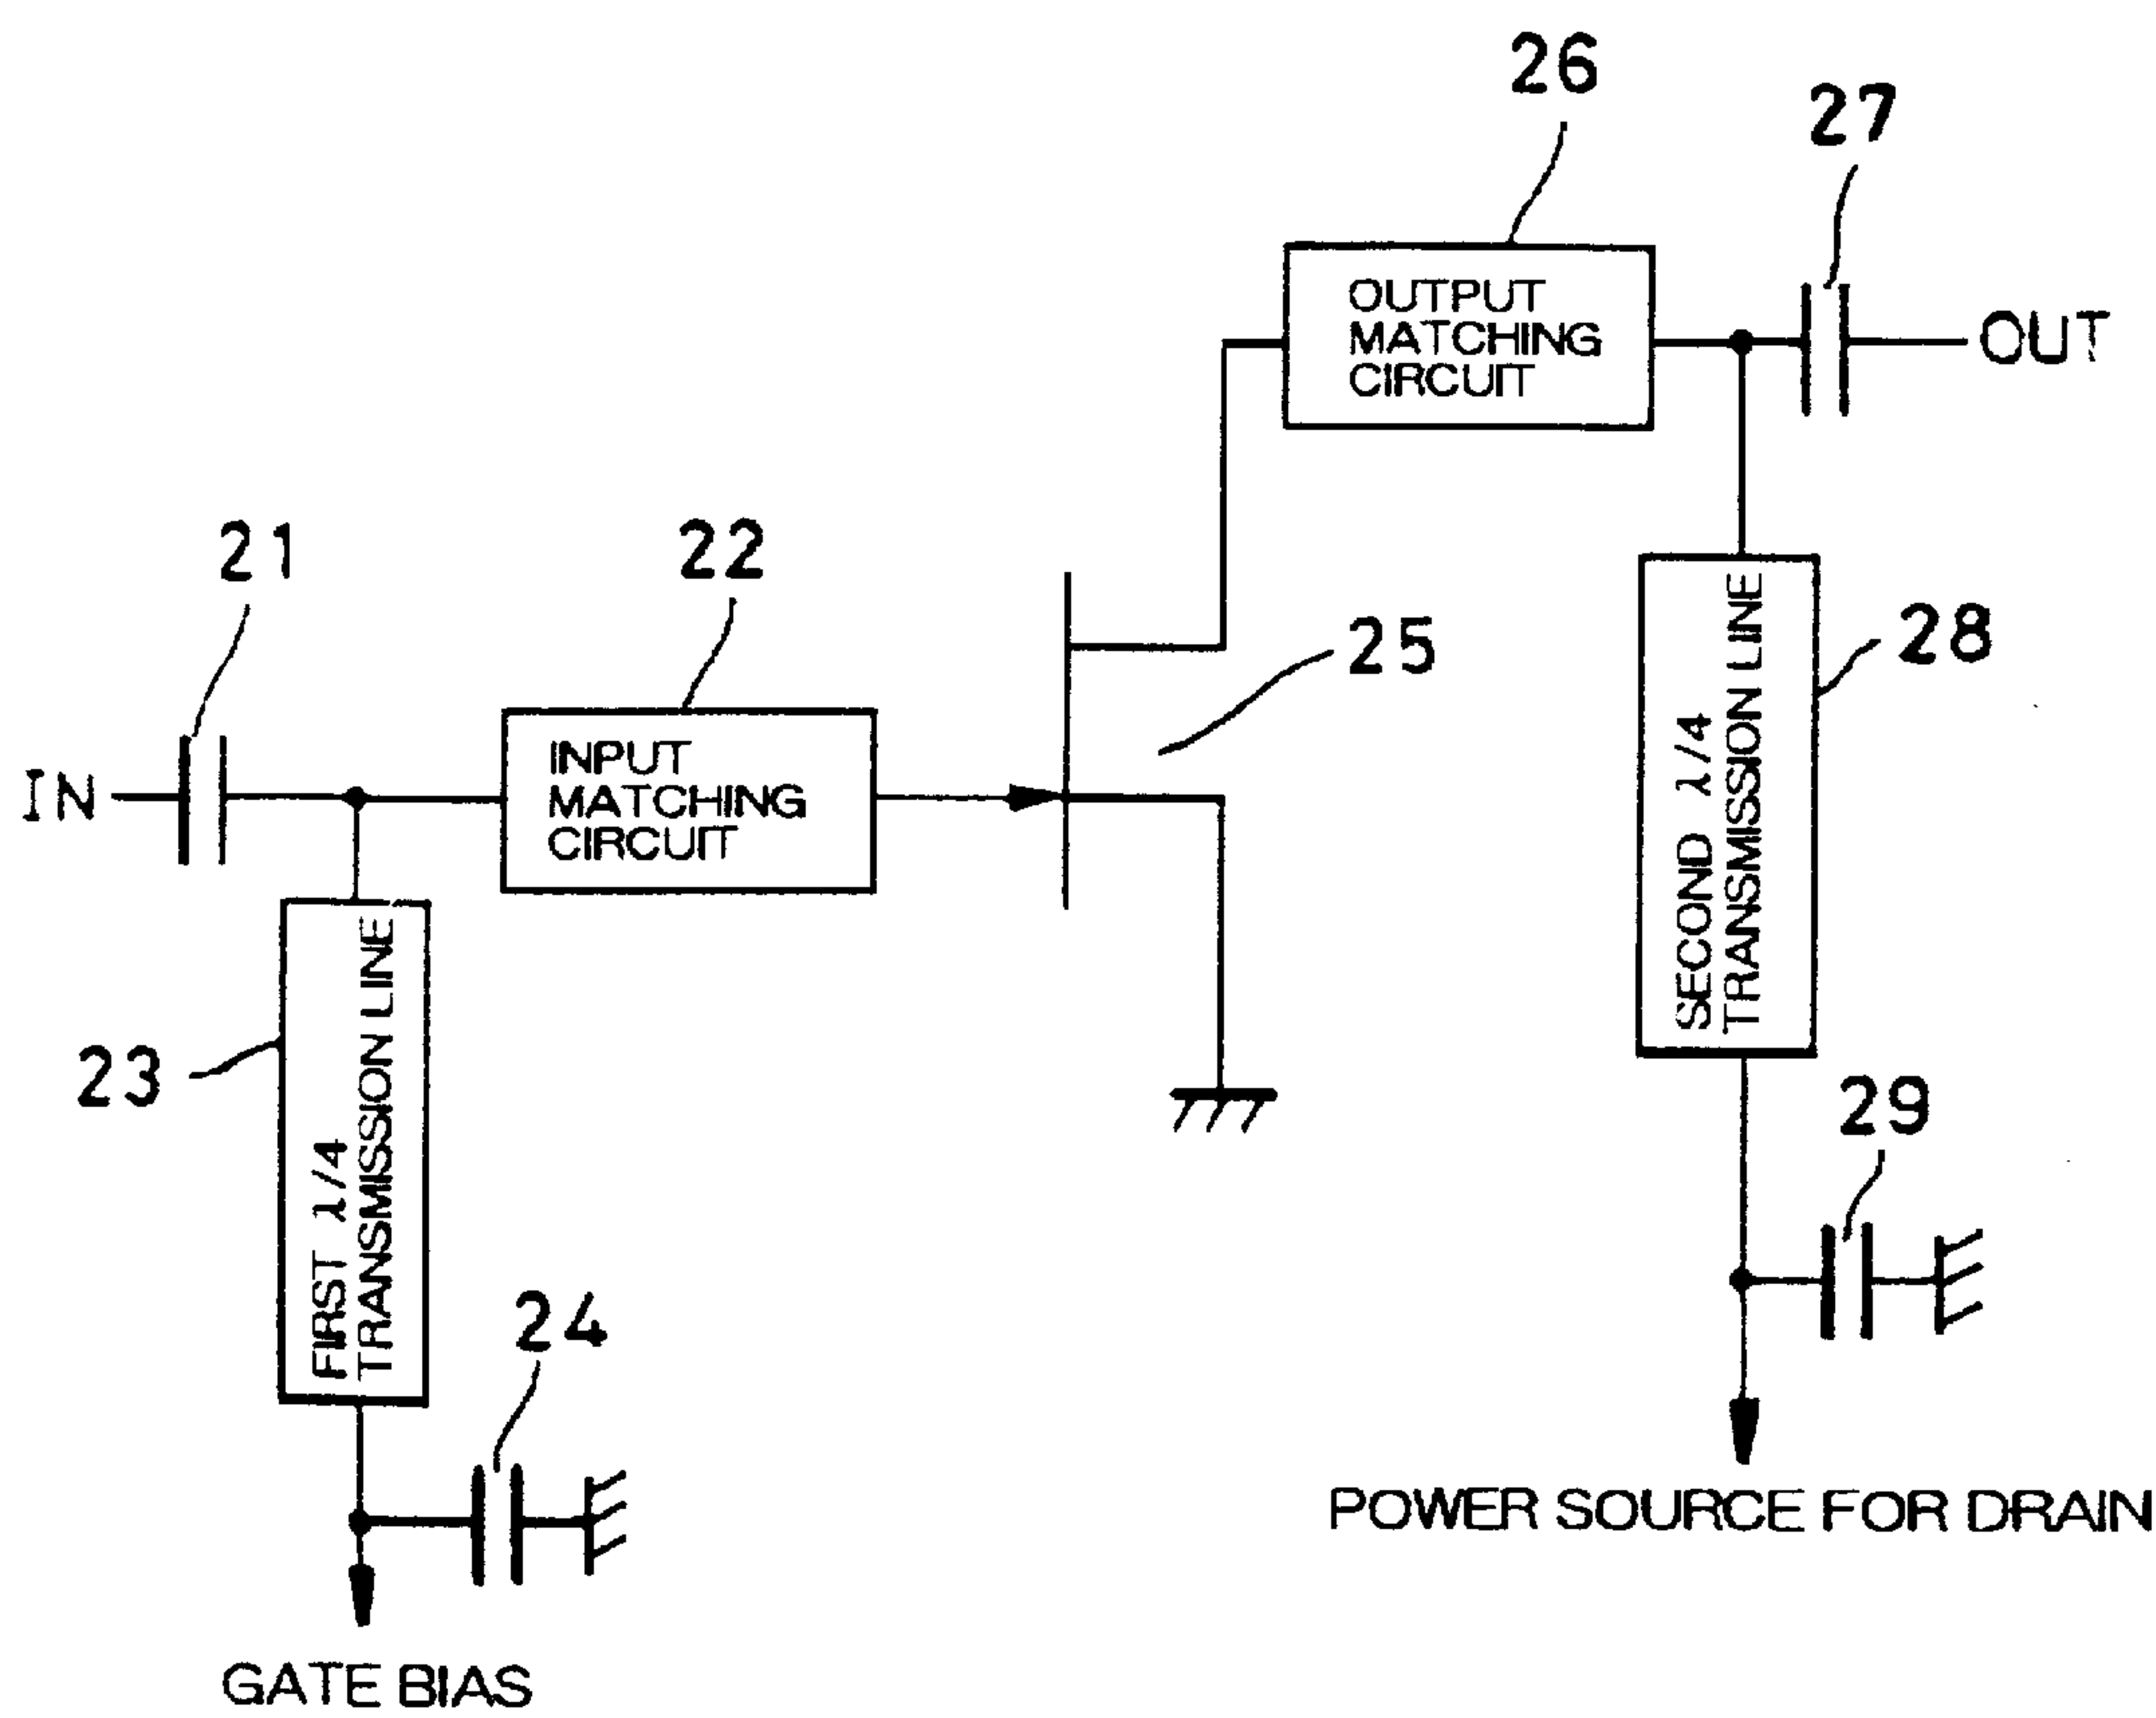 26
27
OUTPUT
MATCHING
CIRCUIT
OUT
21
22
25
28
IN
INPUT
MATCHING
CIRCUIT
SECOND λ/4
TRANSMISSION LINE
23
FIRST λ/4
TRANSMISSION LINE
29
24
POWER SOURCE FOR DRAIN
GATE BIAS